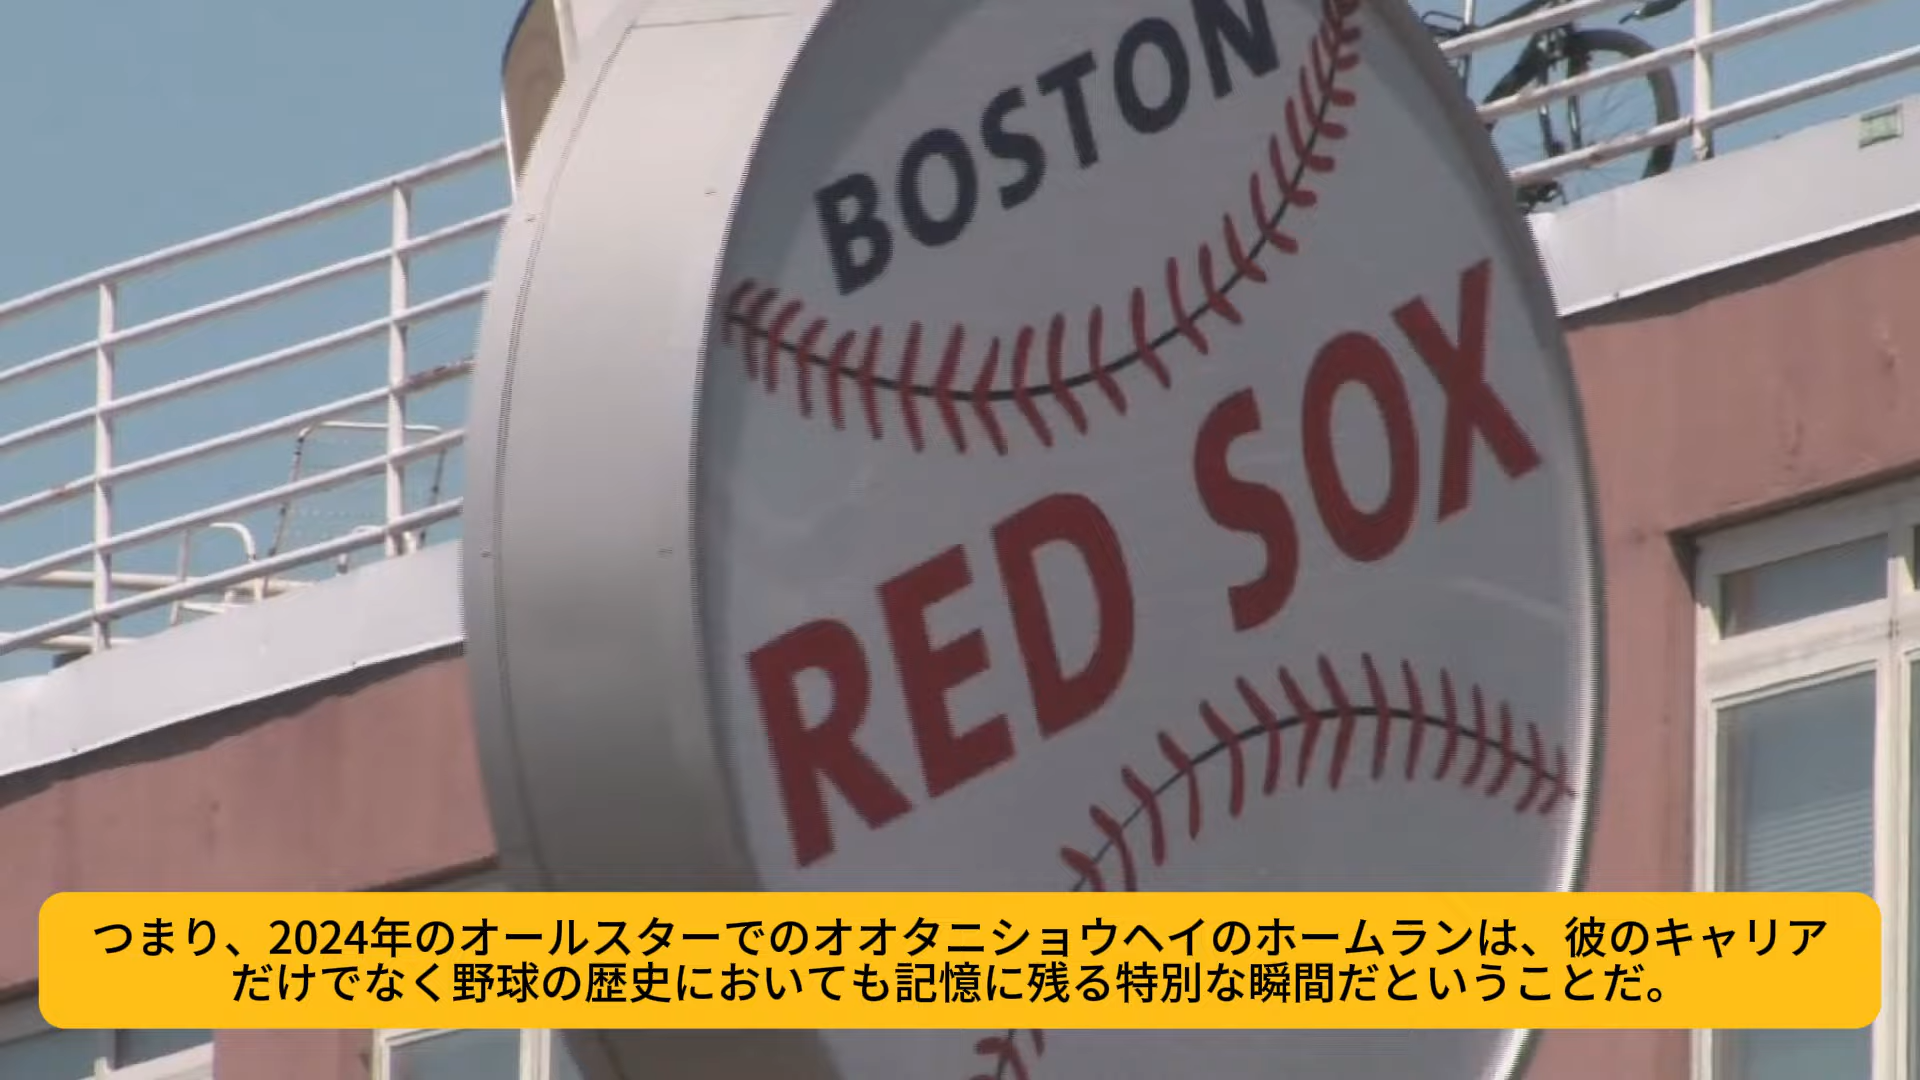 BOSTON
RED SOX
つまり、2024年のオールスターでのオオタニショウヘイのホームランは、彼のキャリア
だけでなく野球の歴史においても記憶に残る特別な瞬間だということだ。